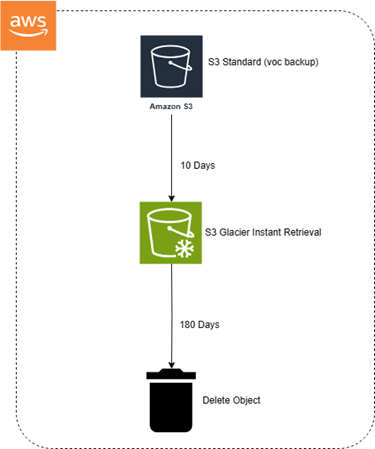 aws
S3 Standard (voc backup)
Amazon S3
10 Days
S3 Glacier Instant Retrieval
180 Days
Delete Object